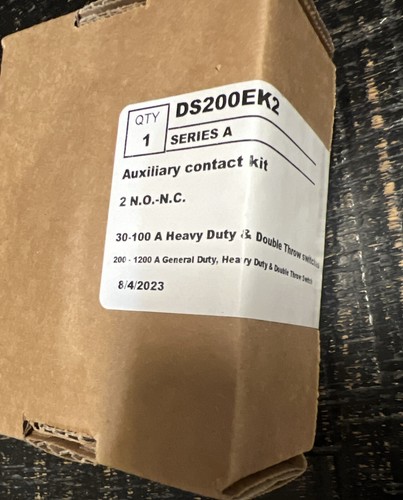 DS200EK2
QTY
1
SERIES A
Auxiliary contact kit
2 N.O.-N.C.
30-100 A Heavy Duty & Double Throw switches
200 - 1200 A General Duty, Heavy Duty & Double Throw Switch
8/4/2023